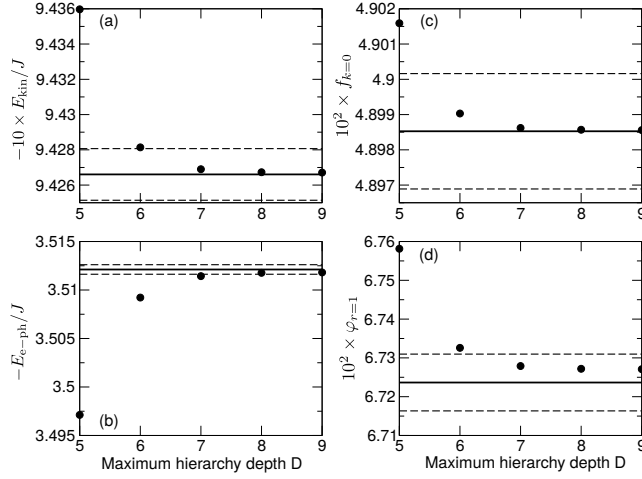 (a)
−10 × E_kin/J
9.436
9.434
9.432
9.43
9.428
9.426
5 6 7 8 9
(c)
10² × f_{k=0}
4.902
4.901
4.9
4.899
4.898
4.897
5 6 7 8 9
(b)
−E_{e−ph}/J
3.515
3.51
3.505
3.5
3.495
5 6 7 8 9
Maximum hierarchy depth D
(d)
10² × φ_{r=1}
6.76
6.75
6.74
6.73
6.72
6.71
5 6 7 8 9
Maximum hierarchy depth D